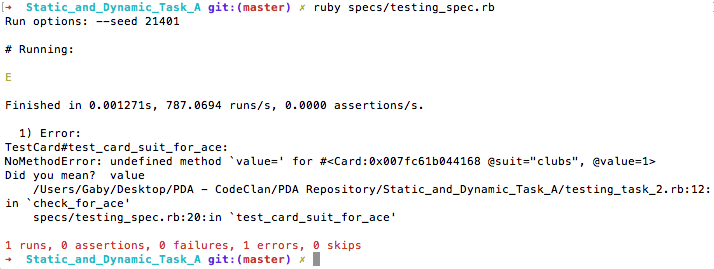 [➜  Static_and_Dynamic_Task_A git:(master) ✗ ruby specs/testing_spec.rb                    ]
Run options: --seed 21401
# Running:
E
Finished in 0.001271s, 787.0694 runs/s, 0.0000 assertions/s.
  1) Error:
TestCard#test_card_suit_for_ace:
NoMethodError: undefined method `value=' for #<Card:0x007fc61b044168 @suit="clubs", @value=1>
Did you mean?  value
    /Users/Gaby/Desktop/PDA - CodeClan/PDA Repository/Static_and_Dynamic_Task_A/testing_task_2.rb:12:
in `check_for_ace'
    specs/testing_spec.rb:20:in `test_card_suit_for_ace'
1 runs, 0 assertions, 0 failures, 1 errors, 0 skips
➜  Static_and_Dynamic_Task_A git:(master) ✗